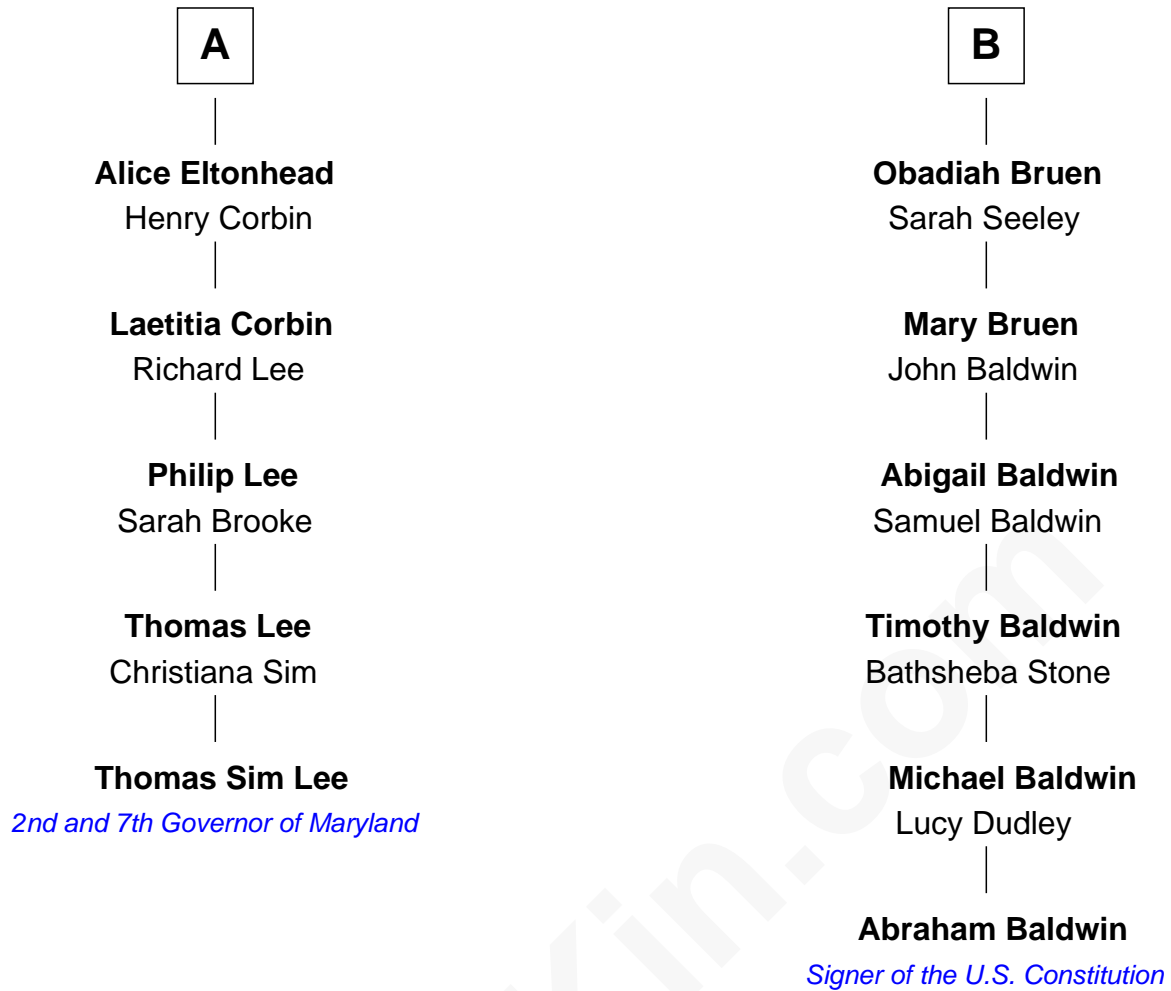 A
Alice Eltonhead
Henry Corbin
Laetitia Corbin
Richard Lee
Philip Lee
Sarah Brooke
Thomas Lee
Christiana Sim
Thomas Sim Lee
2nd and 7th Governor of Maryland
B
Obadiah Bruen
Sarah Seeley
Mary Bruen
John Baldwin
Abigail Baldwin
Samuel Baldwin
Timothy Baldwin
Bathsheba Stone
Michael Baldwin
Lucy Dudley
Abraham Baldwin
Signer of the U.S. Constitution